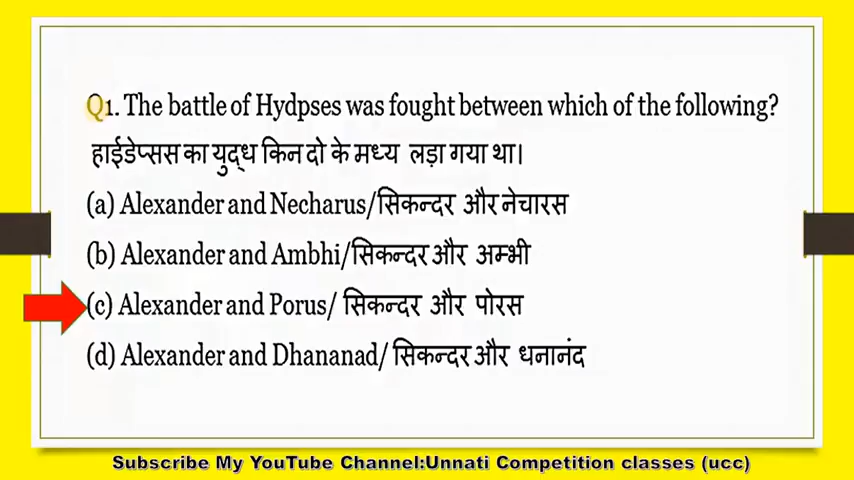 Q1. The battle of Hydpses was fought between which of the following?
हाईडेप्सस का युद्ध किन दो के मध्य लड़ा गया था।
(a) Alexander and Necharus/सिकन्दर और नेचारस
(b) Alexander and Ambhi/सिकन्दर और अम्भी
(c) Alexander and Porus/ सिकन्दर और पोरस
(d) Alexander and Dhananad/ सिकन्दर और धनानंद
Subscribe My YouTube Channel:Unnati Competition classes (ucc)